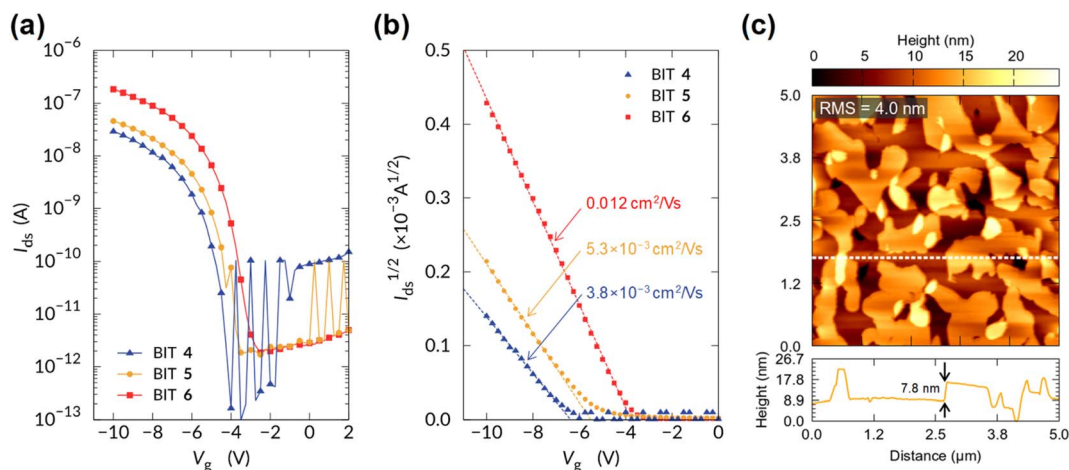 (a)
10⁻⁶
10⁻⁷
10⁻⁸
10⁻⁹
10⁻¹⁰
10⁻¹¹
10⁻¹²
10⁻¹³
I_ds (A)
BIT 4
BIT 5
BIT 6
−10 −8 −6 −4 −2 0 2
V_g (V)
(b)
0.5
0.4
0.3
0.2
0.1
0.0
I_ds^1/2 (×10⁻³A^1/2)
BIT 4
BIT 5
BIT 6
0.012 cm²/Vs
5.3×10⁻³ cm²/Vs
3.8×10⁻³ cm²/Vs
−10 −8 −6 −4 −2 0
V_g (V)
(c)
Height (nm)
0 10 20
RMS = 4.0 nm
5.0
3.8
2.5
1.2
0.0
26.7
17.8
8.9
0.0
Height (nm)
7.8 nm
0.0 1.2 2.5 3.8 5.0
Distance (µm)